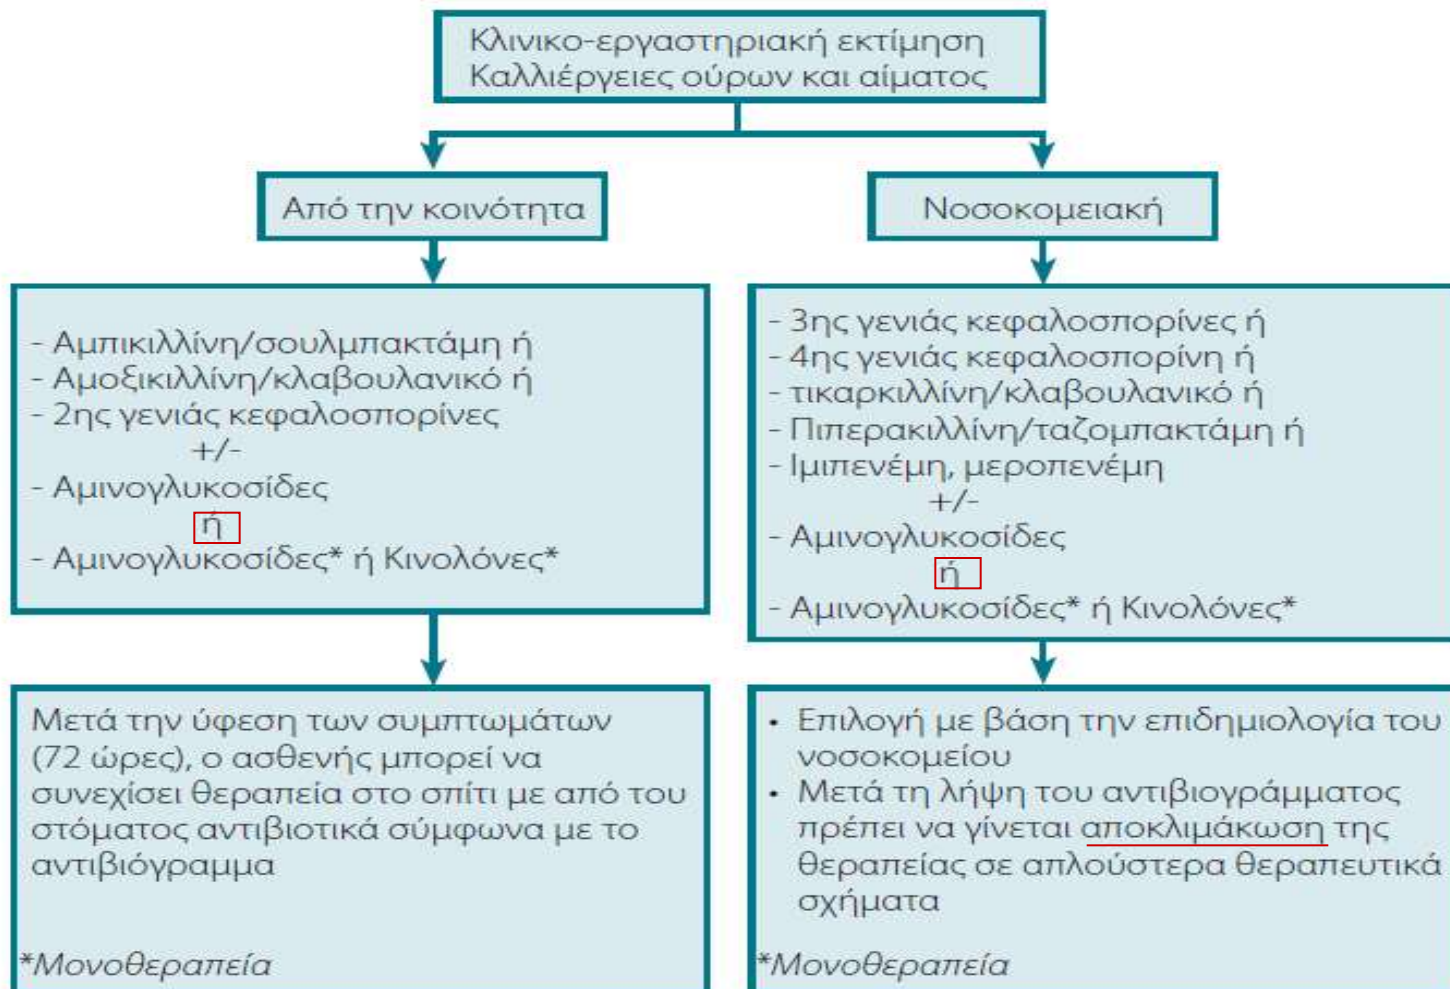 Κλινικο-εργαστηριακή εκτίμηση
Καλλιέργειες ούρων και αίματος
Από την κοινότητα
Νοσοκομειακή
- Αμπικιλλίνη/σουλμπακτάμη ή
- Αμοξικιλλίνη/κλαβουλανικό ή
- 2ης γενιάς κεφαλοσπορίνες
+/-
- Αμινογλυκοσίδες
ή
- Αμινογλυκοσίδες* ή Κινολόνες*
- 3ης γενιάς κεφαλοσπορίνες ή
- 4ης γενιάς κεφαλοσπορίνη ή
- τικαρκιλλίνη/κλαβουλανικό ή
- Πιπερακιλλίνη/ταζομπακτάμη ή
- Ιμιπενέμη, μεροπενέμη
+/-
- Αμινογλυκοσίδες
ή
- Αμινογλυκοσίδες* ή Κινολόνες*
Μετά την ύφεση των συμπτωμάτων
(72 ώρες), ο ασθενής μπορεί να
συνεχίσει θεραπεία στο σπίτι με από του
στόματος αντιβιοτικά σύμφωνα με το
αντιβιόγραμμα
*Μονοθεραπεία
• Επιλογή με βάση την επιδημιολογία του
νοσοκομείου
• Μετά τη λήψη του αντιβιογράμματος
πρέπει να γίνεται αποκλιμάκωση της
θεραπείας σε απλούστερα θεραπευτικά
σχήματα
*Μονοθεραπεία